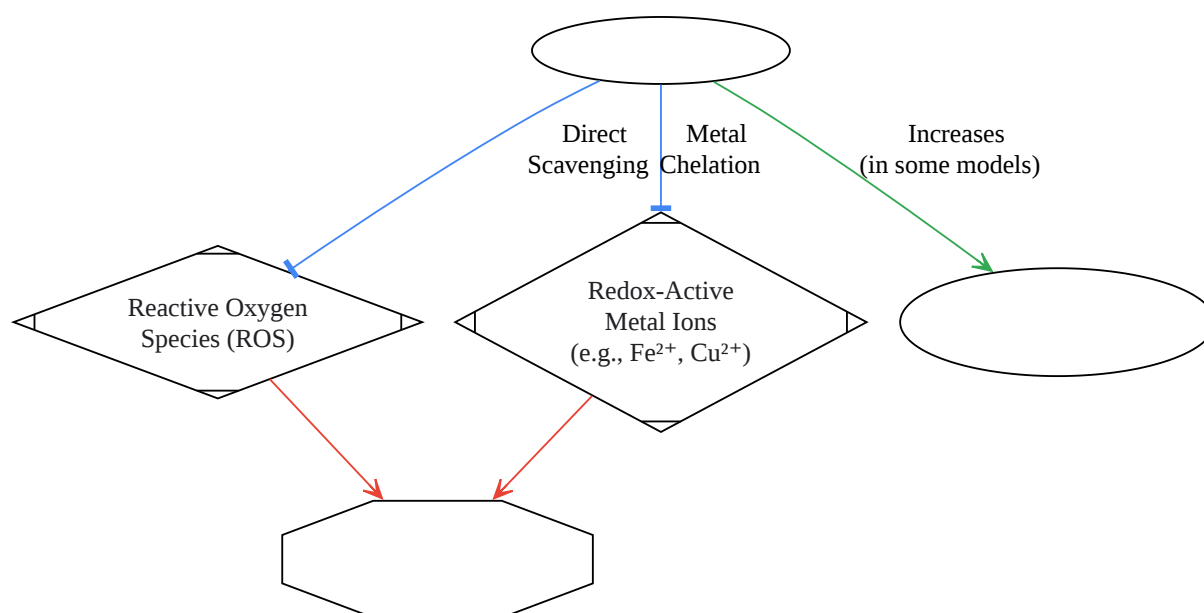 Direct
Scavenging
Metal
Chelation
Increases
(in some models)
Reactive Oxygen
Species (ROS)
Redox-Active
Metal Ions
(e.g., Fe²⁺, Cu²⁺)